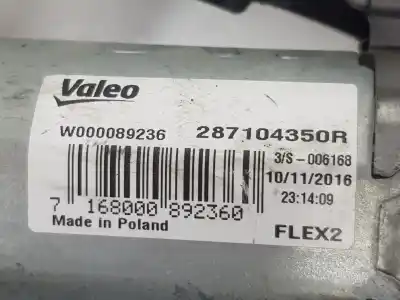 Valeo
W000089236 287104350R
3/S-006168
10/11/2016
23:14:09
7 168000 892360
Made in Poland FLEX2